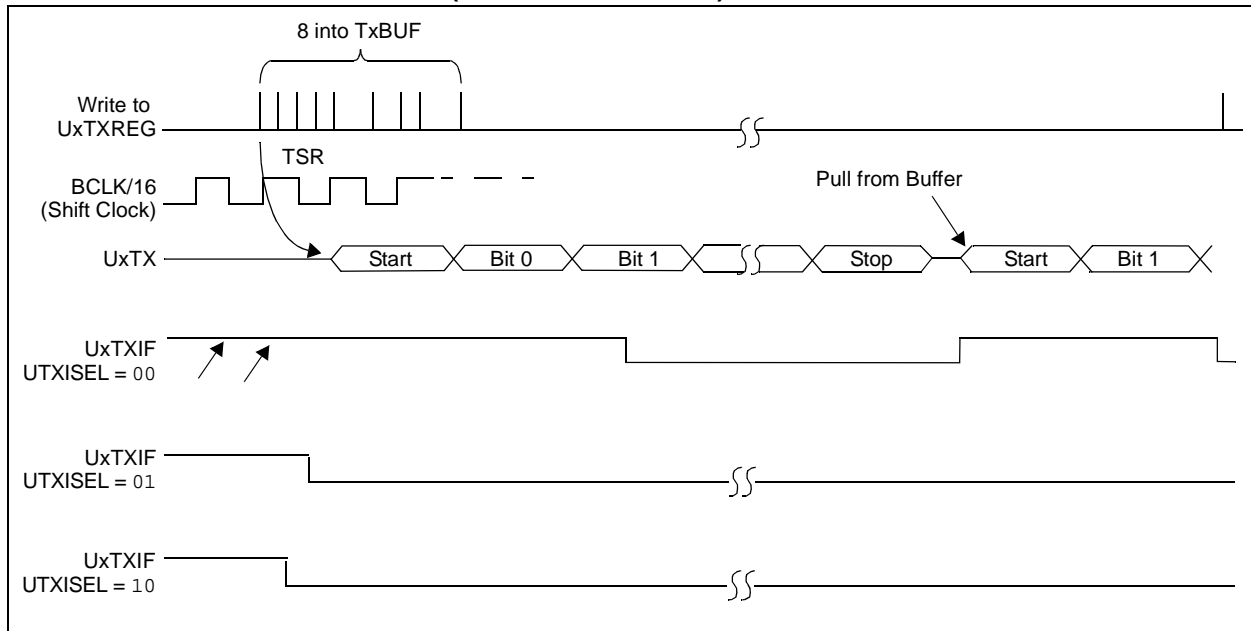 8 into TxBUF
Write to
UxTXREG
TSR
BCLK/16
(Shift Clock)
Pull from Buffer
UxTX
Start
Bit 0
Bit 1
Stop
Start
Bit 1
UxTXIF
UTXISEL = 00
UxTXIF
UTXISEL = 01
UxTXIF
UTXISEL = 10